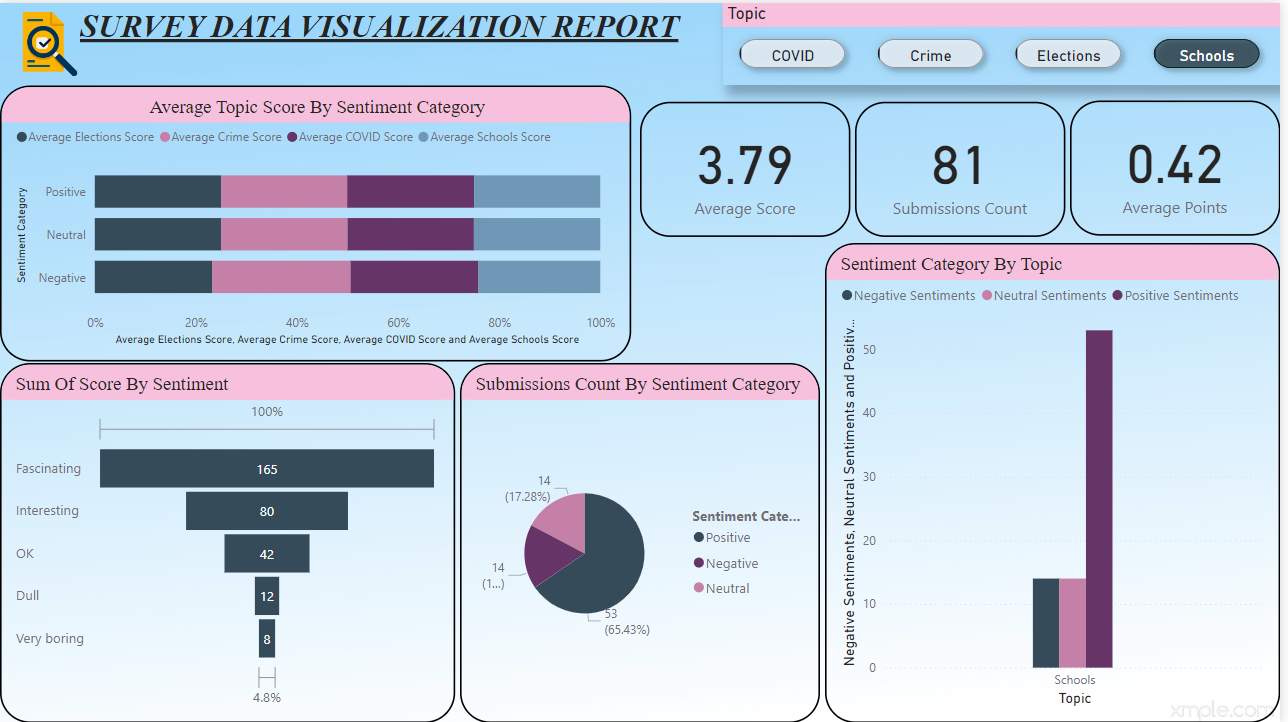 SURVEY DATA VISUALIZATION REPORT
Topic
COVID
Crime
Elections
Schools
Average Topic Score By Sentiment Category
Average Elections Score
Average Crime Score
Average COVID Score
Average Schools Score
Sentiment Category
Positive
Neutral
Negative
0%
20%
40%
60%
80%
100%
Average Elections Score, Average Crime Score, Average COVID Score and Average Schools Score
3.79
Average Score
81
Submissions Count
0.42
Average Points
Sum Of Score By Sentiment
100%
Fascinating
165
Interesting
80
OK
42
Dull
12
Very boring
8
4.8%
Submissions Count By Sentiment Category
14
(17.28%)
14
(1...)
53
(65.43%)
Sentiment Cate...
Positive
Negative
Neutral
Sentiment Category By Topic
Negative Sentiments
Neutral Sentiments
Positive Sentiments
Negative Sentiments, Neutral Sentiments and Positiv...
50
40
30
20
10
0
Schools
Topic
xmple.com